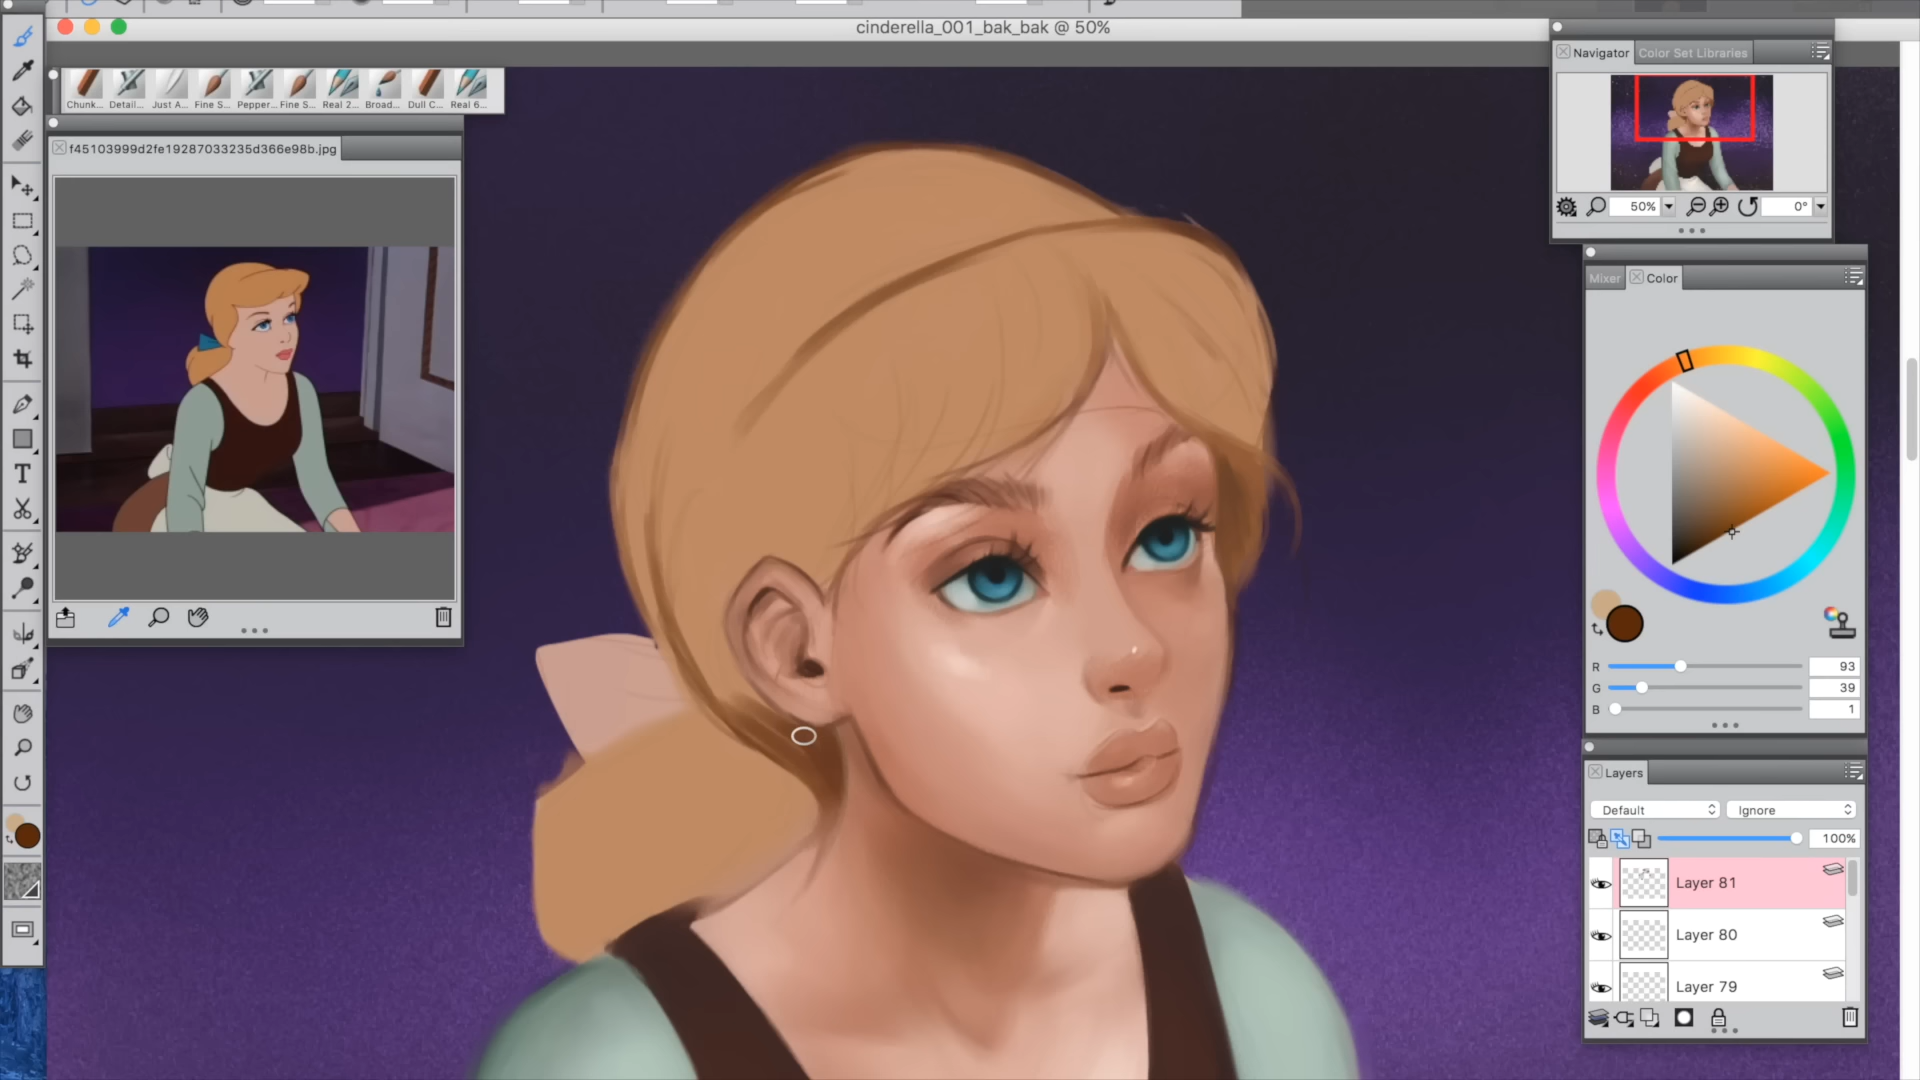 cinderella_001_bak_bak @ 50%
Chunk... Detail... Just A... Fine S... Pepper... Fine S... Real 2... Broad... Dull C... Real 6...
f45103999d2fe19287033235d366e98b.jpg
Navigator Color Set Libraries
50% 0°
Mixer Color
R 93
G 39
B 1
Layers
Default Ignore
100%
Layer 81
Layer 80
Layer 79
T